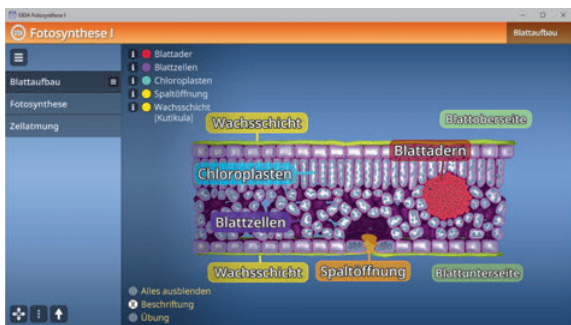 SIDA Fotosynthese I
Fotosynthese I
Blattaufbau
Blattaufbau
Fotosynthese
Zellatmung
i Blattader
i Blattzellen
i Chloroplasten
i Spaltöffnung
i Wachsschicht
(Kutikula)
Wachsschicht
Blattoberseite
Blattadern
Chloroplasten
Blattzellen
Wachsschicht
Spaltöffnung
Blattunterseite
Alles ausblenden
X Beschriftung
Übung